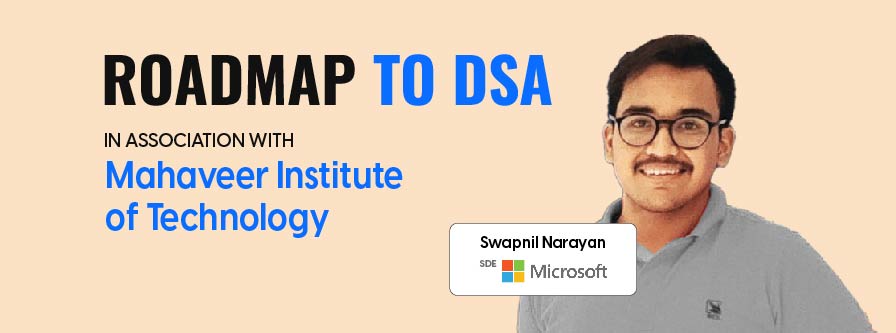 ROADMAP TO DSA
IN ASSOCIATION WITH
Mahaveer Institute
of Technology
Swapnil Narayan
SDE Microsoft